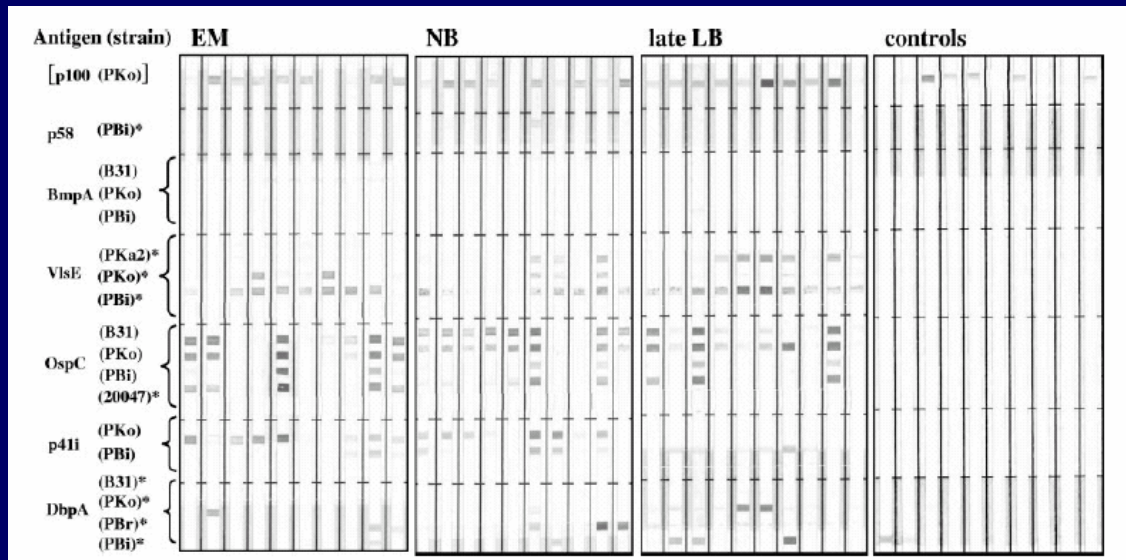 Antigen (strain) EM NB late LB controls
[p100 (PKo)]
p58 (PBi)*
(B31)
BmpA (PKo)
(PBi)
(PKa2)*
VlsE (PKo)*
(PBi)*
(B31)
OspC (PKo)
(PBi)
(20047)*
(PKo)
p41i
(PBi)
(B31)*
DbpA (PKo)*
(PBr)*
(PBi)*